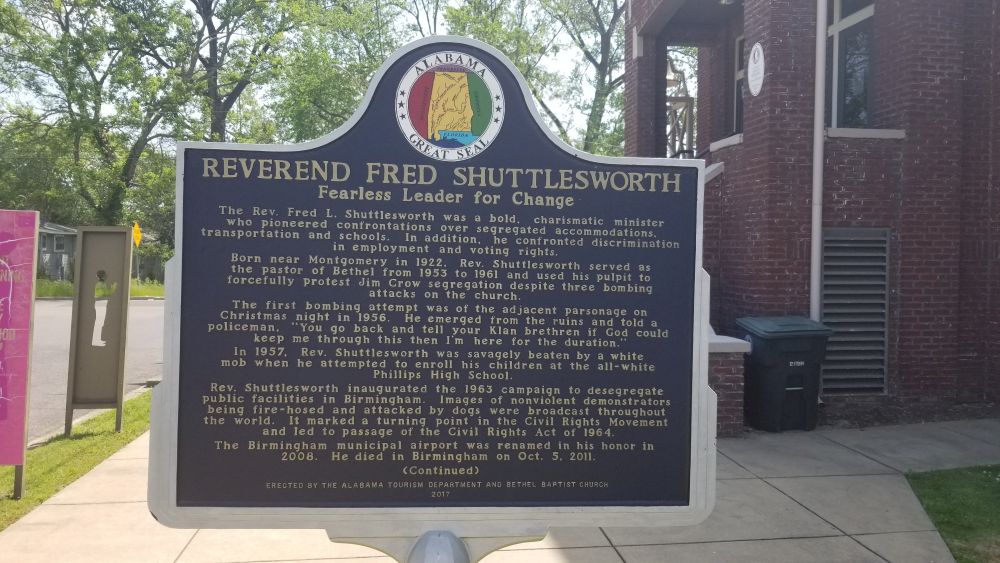 ALABAMA
GREAT SEAL
FLORIDA
REVEREND FRED SHUTTLESWORTH
Fearless Leader for Change
The Rev. Fred L. Shuttlesworth was a bold, charismatic minister
who pioneered confrontations over segregated accommodations,
transportation and schools. In addition, he confronted discrimination
in employment and voting rights.
Born near Montgomery in 1922, Rev. Shuttlesworth served as
the pastor of Bethel from 1953 to 1961 and used his pulpit to
forcefully protest Jim Crow segregation despite three bombing
attacks on the church.
The first bombing attempt was of the adjacent parsonage on
Christmas night in 1956. He emerged from the ruins and told a
policeman, "You go back and tell your Klan brethren if God could
keep me through this then I'm here for the duration."
In 1957, Rev. Shuttlesworth was savagely beaten by a white
mob when he attempted to enroll his children at the all-white
Phillips High School.
Rev. Shuttlesworth inaugurated the 1963 campaign to desegregate
public facilities in Birmingham. Images of nonviolent demonstrators
being fire-hosed and attacked by dogs were broadcast throughout
the world. It marked a turning point in the Civil Rights Movement
and led to passage of the Civil Rights Act of 1964.
The Birmingham municipal airport was renamed in his honor in
2008. He died in Birmingham on Oct. 5, 2011.
(Continued)
ERECTED BY THE ALABAMA TOURISM DEPARTMENT AND BETHEL BAPTIST CHURCH
2017